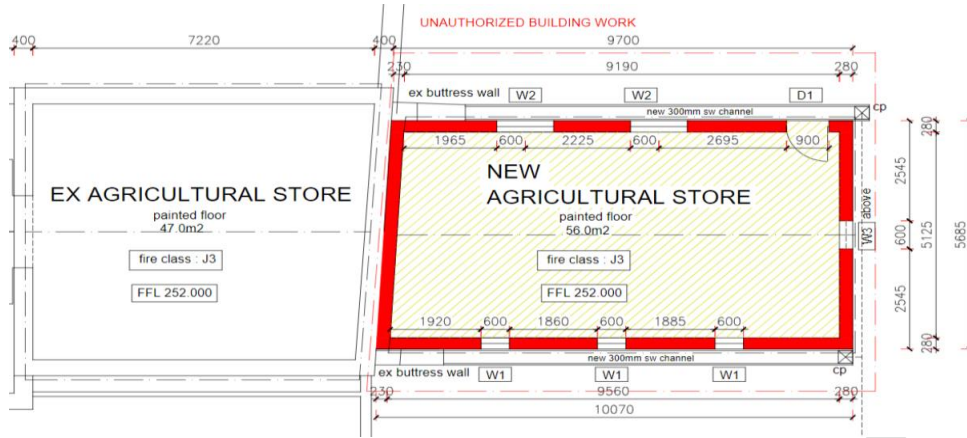 UNAUTHORIZED BUILDING WORK
400
7220
400
9700
230
9190
280
ex buttress wall
W2
W2
D1
cp
new 300mm sw channel
1965
600
2225
600
2695
900
280
2545
600
2545
280
5125
5685
W3 above
EX AGRICULTURAL STORE
painted floor
47.0m2
fire class : J3
FFL 252.000
NEW
AGRICULTURAL STORE
painted floor
56.0m2
fire class : J3
FFL 252.000
1920
600
1860
600
1885
600
new 300mm sw channel
ex buttress wall
W1
W1
W1
cp
230
9560
280
10070